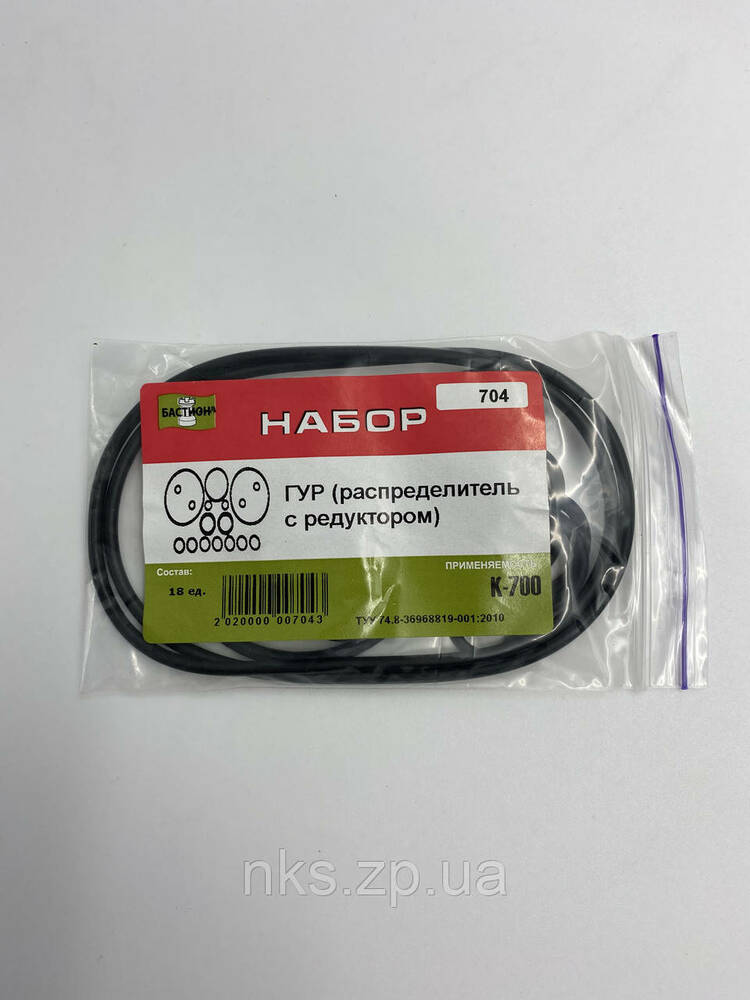 БАСТИОН
НАБОР
704
ГУР (распределитель
с редуктором)
Состав:
18 ед.
ПРИМЕНЯЕМОСТЬ
К-700
2 020000 007043
ТУУ 74.8-36968819-001:2010
nks.zp.ua